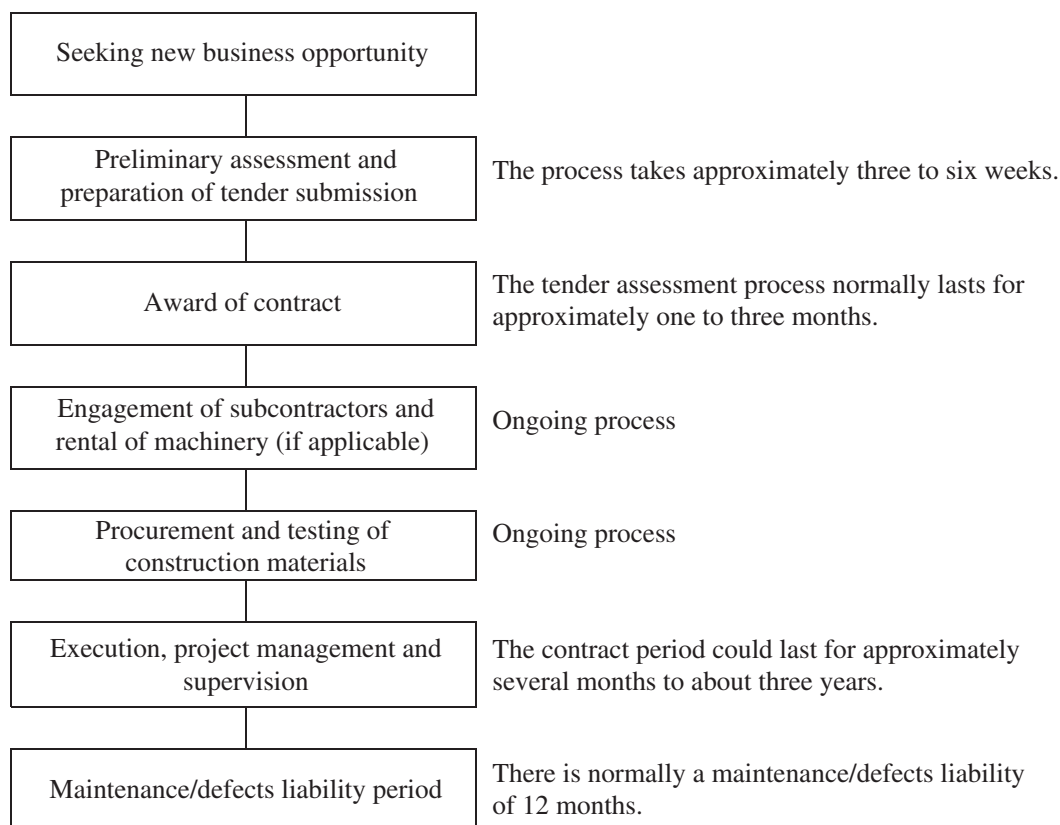 Seeking new business opportunity
Preliminary assessment and
preparation of tender submission
The process takes approximately three to six weeks.
Award of contract
The tender assessment process normally lasts for
approximately one to three months.
Engagement of subcontractors and
rental of machinery (if applicable)
Ongoing process
Procurement and testing of
construction materials
Ongoing process
Execution, project management and
supervision
The contract period could last for approximately
several months to about three years.
Maintenance/defects liability period
There is normally a maintenance/defects liability
of 12 months.